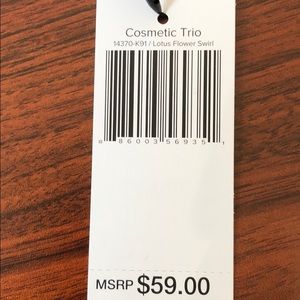 Cosmetic Trio
14370-K91 / Lotus Flower Swirl
8 86003 56935 1
MSRP $59.00